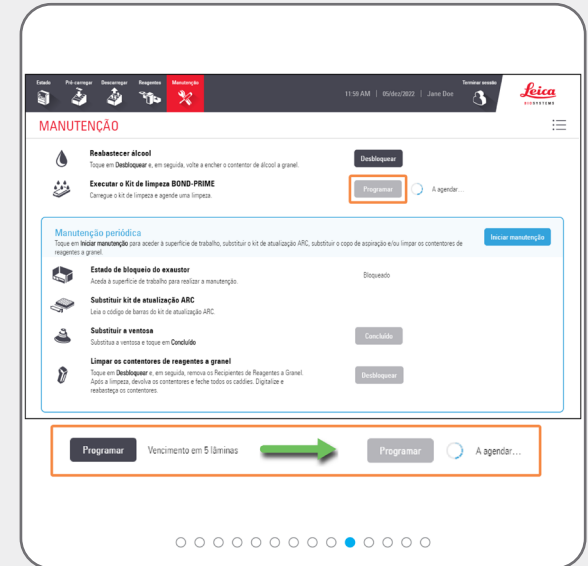 Estado Pré-carregar Descarregar Reagentes Manutenção
11:59 AM | 05/dez/2022 | Jane Doe
Terminar sessão
Leica
BIOSYSTEMS
MANUTENÇÃO
Reabastecer álcool
Toque em Desbloquear e, em seguida, volte a encher o contentor de álcool a granel.
Desbloquear
Executar o Kit de limpeza BOND-PRIME
Carregue o kit de limpeza e agende uma limpeza.
Programar A agendar...
Manutenção periódica
Toque em Iniciar manutenção para aceder à superfície de trabalho, substituir o kit de atualização ARC, substituir o copo de aspiração e/ou limpar os contentores de
reagentes a granel.
Iniciar manutenção
Estado de bloqueio do exaustor
Aceda à superfície de trabalho para realizar a manutenção.
Bloqueado
Substituir kit de atualização ARC
Leia o código de barras do kit de atualização ARC.
Substituir a ventosa
Substitua a ventosa e toque em Concluído
Concluído
Limpar os contentores de reagentes a granel
Toque em Desbloquear e, em seguida, remova os Recipientes de Reagentes a Granel.
Após a limpeza, devolva os contentores e feche todos os caddies. Digitalize e
reabasteça os contentores.
Desbloquear
Programar Vencimento em 5 lâminas Programar A agendar...